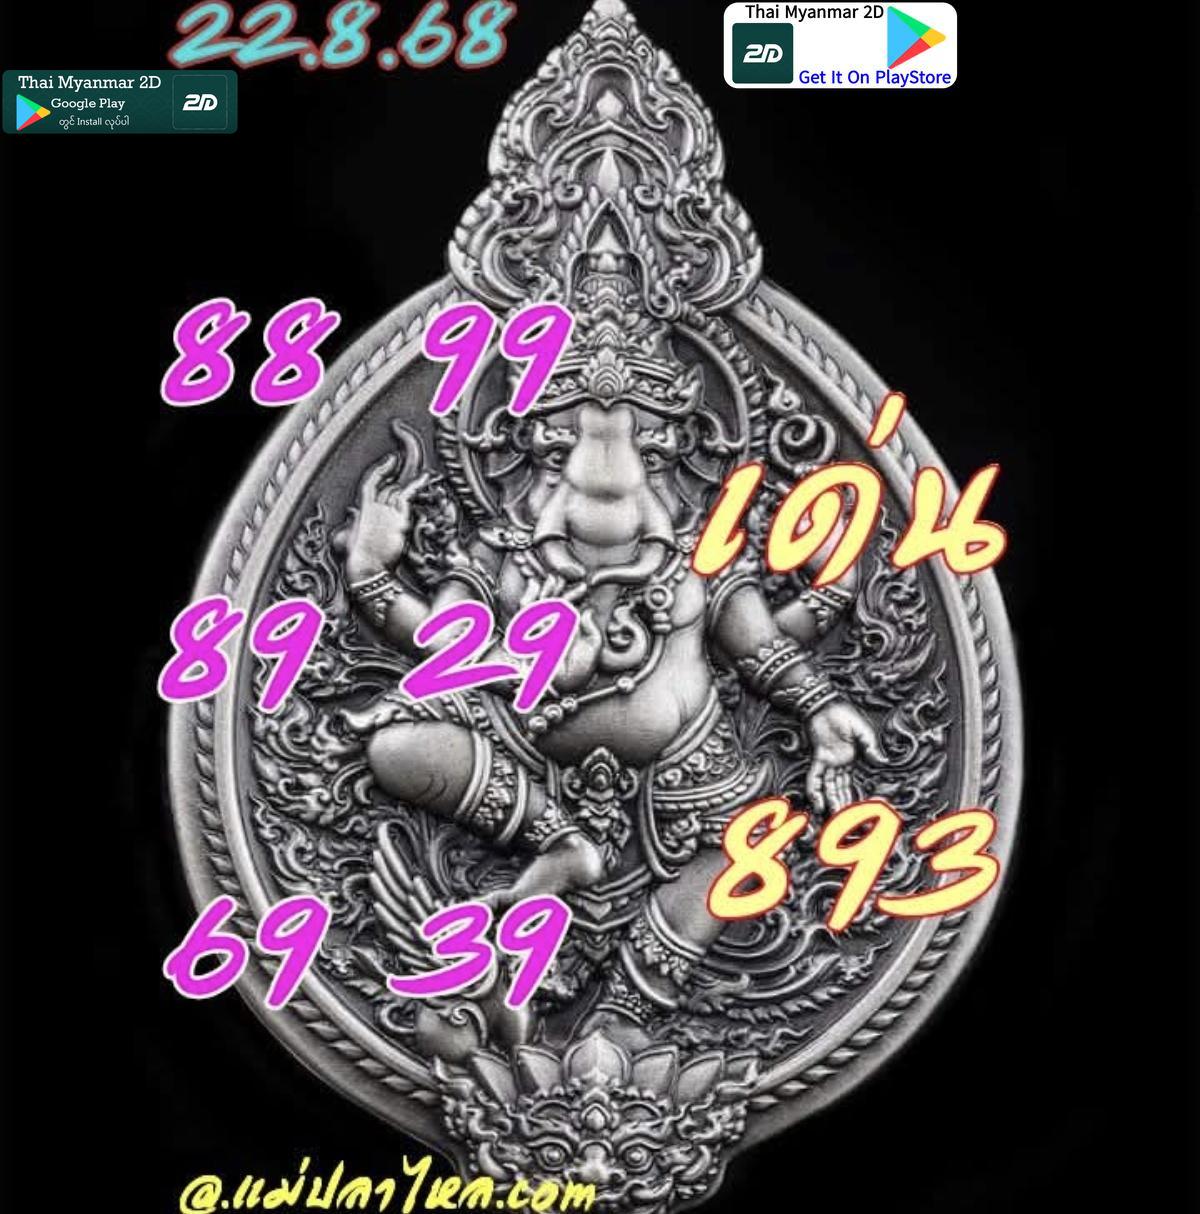 22.8.68
Thai Myanmar 2D
2D
Get It On PlayStore
Thai Myanmar 2D
Google Play
တွင် Install လုပ်ပါ
2D
88 99
เด่น
89 29
893
69 39
@.แม่ปลาไหล.com